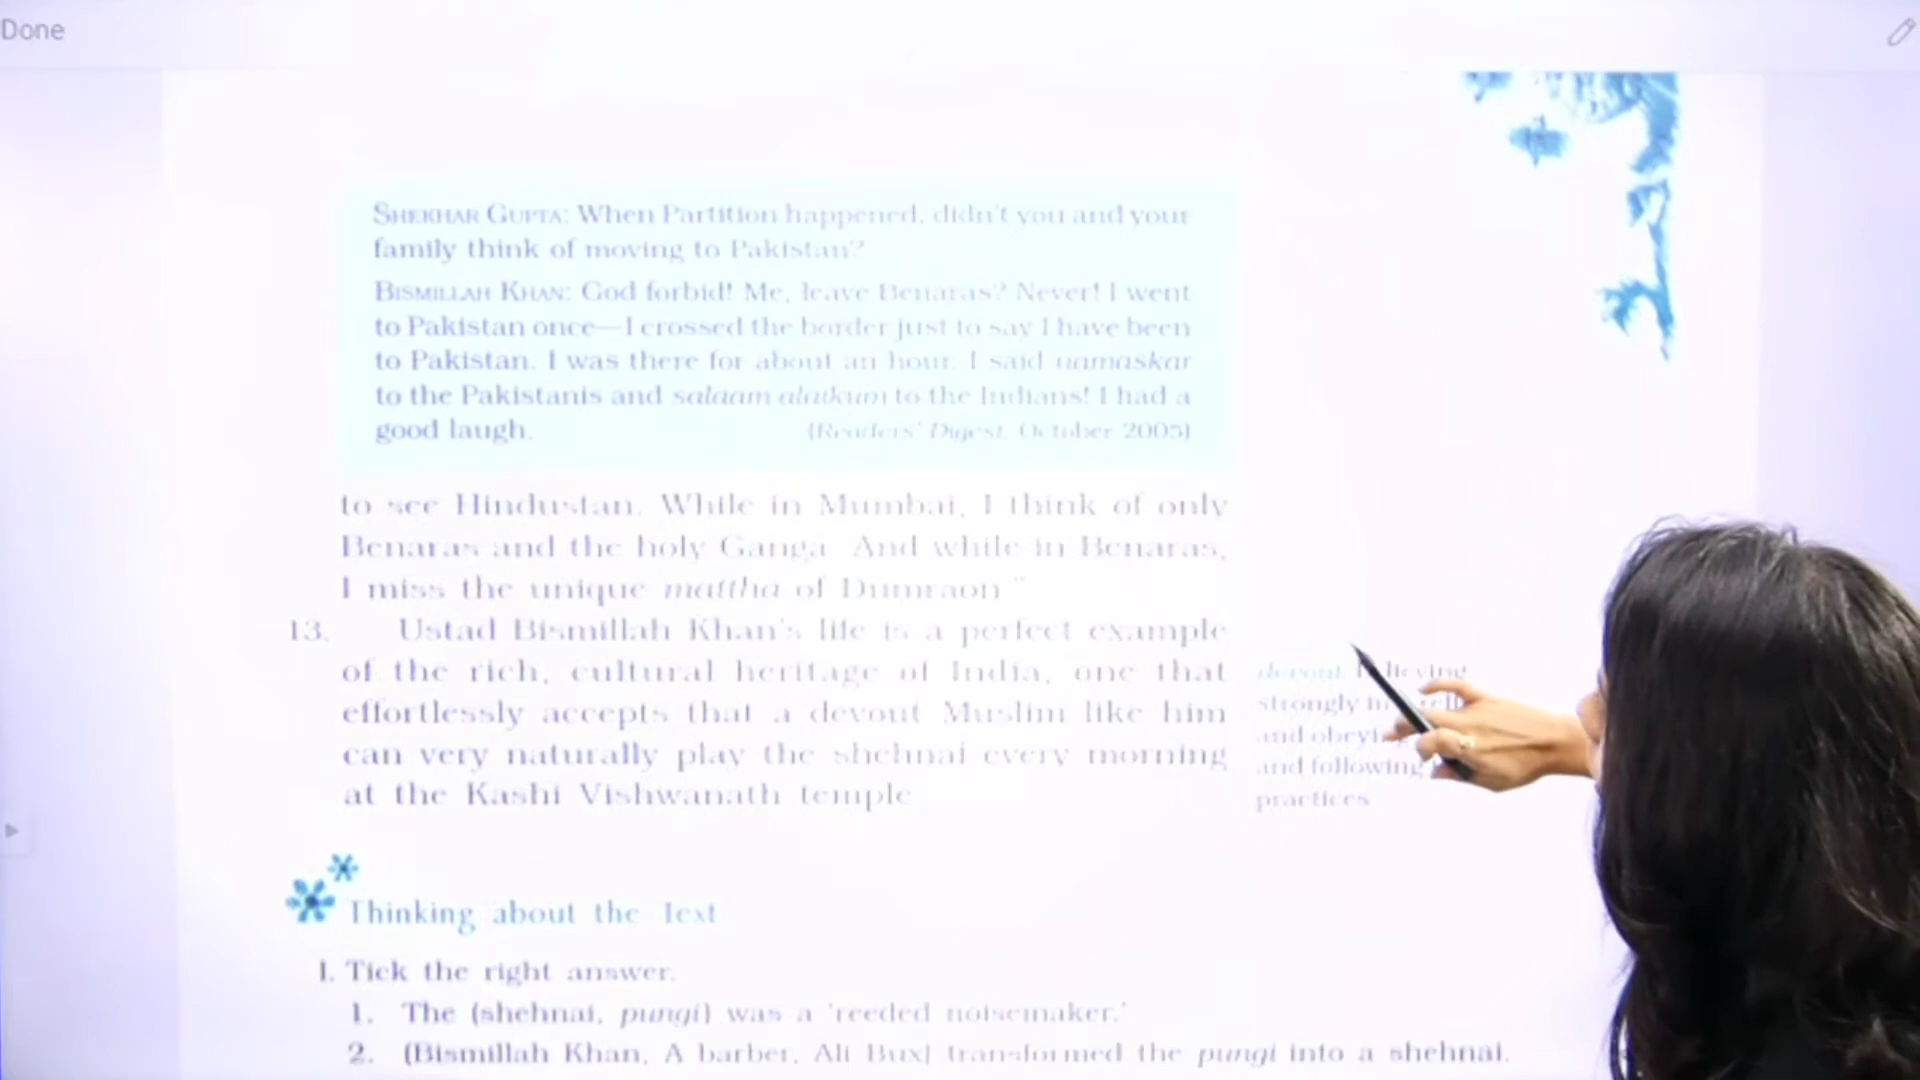 Done
SHEKHAR GUPTA: When Partition happened, didn't you and your
family think of moving to Pakistan?
BISMILLAH KHAN: God forbid! Me, leave Benaras? Never! I went
to Pakistan once—I crossed the border just to say I have been
to Pakistan. I was there for about an hour. I said namaskar
to the Pakistanis and salaam alaikum to the Indians! I had a
good laugh. (Readers' Digest, October 2005)
to see Hindustan. While in Mumbai, I think of only
Benaras and the holy Ganga. And while in Benaras,
I miss the unique mattha of Dumraon."
13. Ustad Bismillah Khan's life is a perfect example
of the rich, cultural heritage of India, one that
effortlessly accepts that a devout Muslim like him
can very naturally play the shehnai every morning
at the Kashi Vishwanath temple
devout
strongly in
and
and following
practices
Thinking about the Text
I. Tick the right answer.
1. The (shehnai, pungi) was a 'reeded noisemaker.'
2. (Bismillah Khan, A barber, Ali Bux) transformed the pungi into a shehnai.